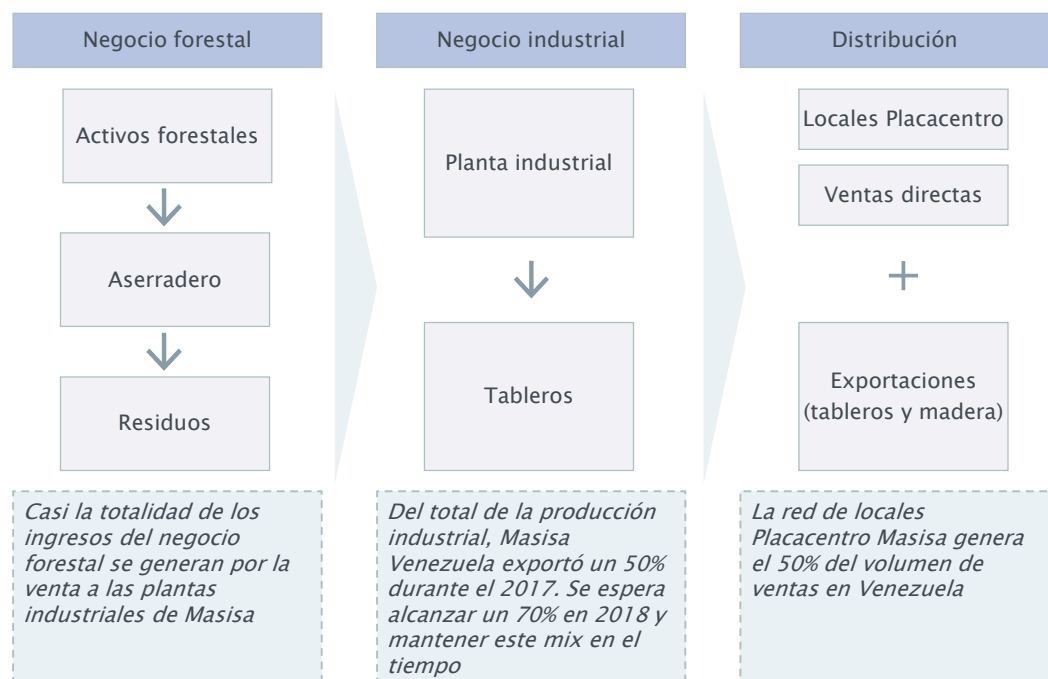 Negocio forestal
Activos forestales
Aserradero
Residuos
Casi la totalidad de los
ingresos del negocio
forestal se generan por la
venta a las plantas
industriales de Masisa
Negocio industrial
Planta industrial
Tableros
Del total de la producción
industrial, Masisa
Venezuela exportó un 50%
durante el 2017. Se espera
alcanzar un 70% en 2018 y
mantener este mix en el
tiempo
Distribución
Locales Placacentro
Ventas directas
+
Exportaciones
(tableros y madera)
La red de locales
Placacentro Masisa genera
el 50% del volumen de
ventas en Venezuela